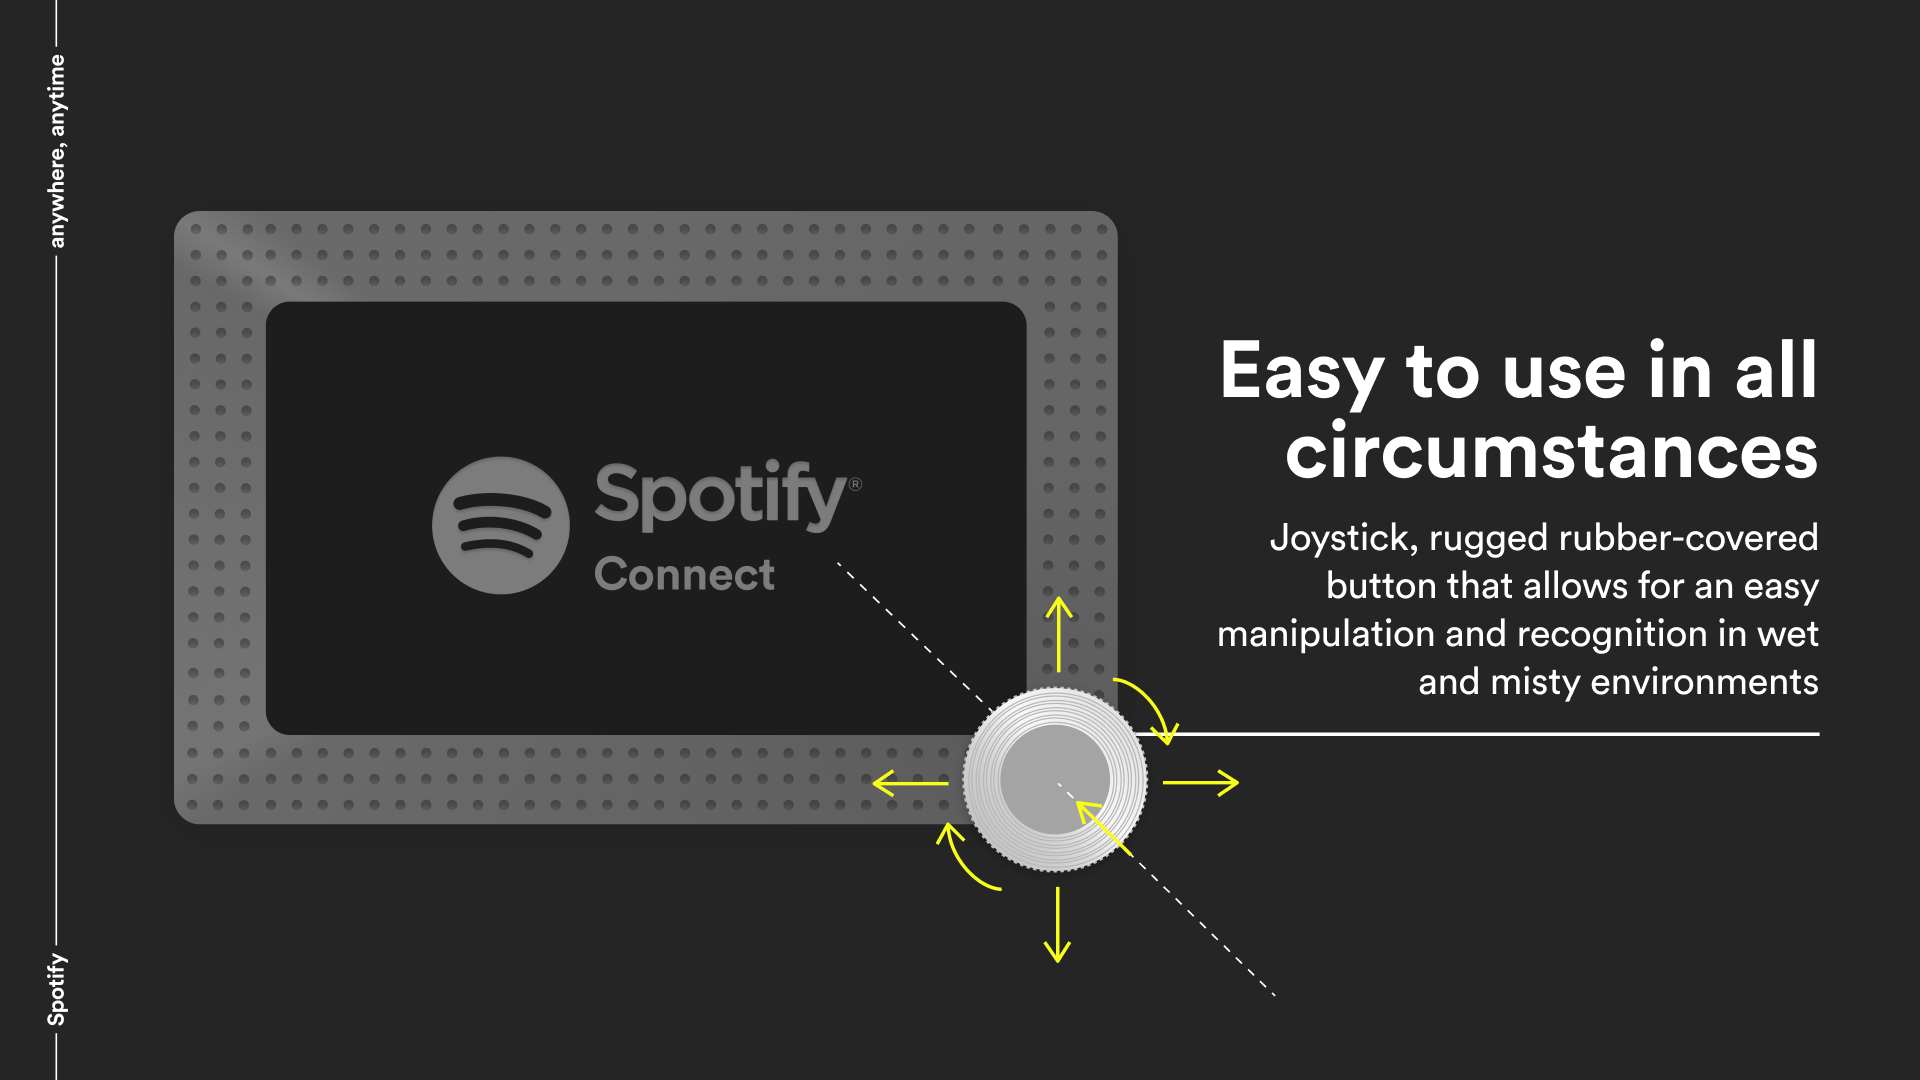 anywhere, anytime
Spotify
Spotify®
Connect
Easy to use in all
circumstances
Joystick, rugged rubber-covered
button that allows for an easy
manipulation and recognition in wet
and misty environments